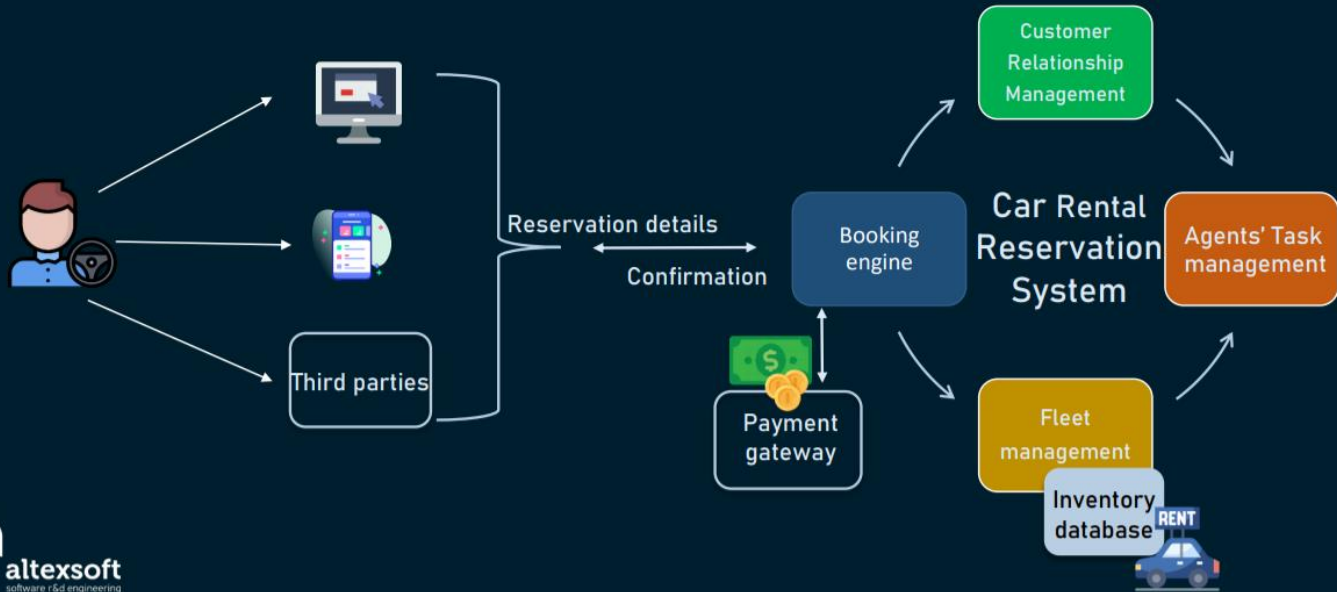 Customer
Relationship
Management
Third parties
Reservation details
Confirmation
Booking
engine
Car Rental
Reservation
System
Agents' Task
management
Payment
gateway
Fleet
management
Inventory
database
RENT
altexsoft
software r&d engineering